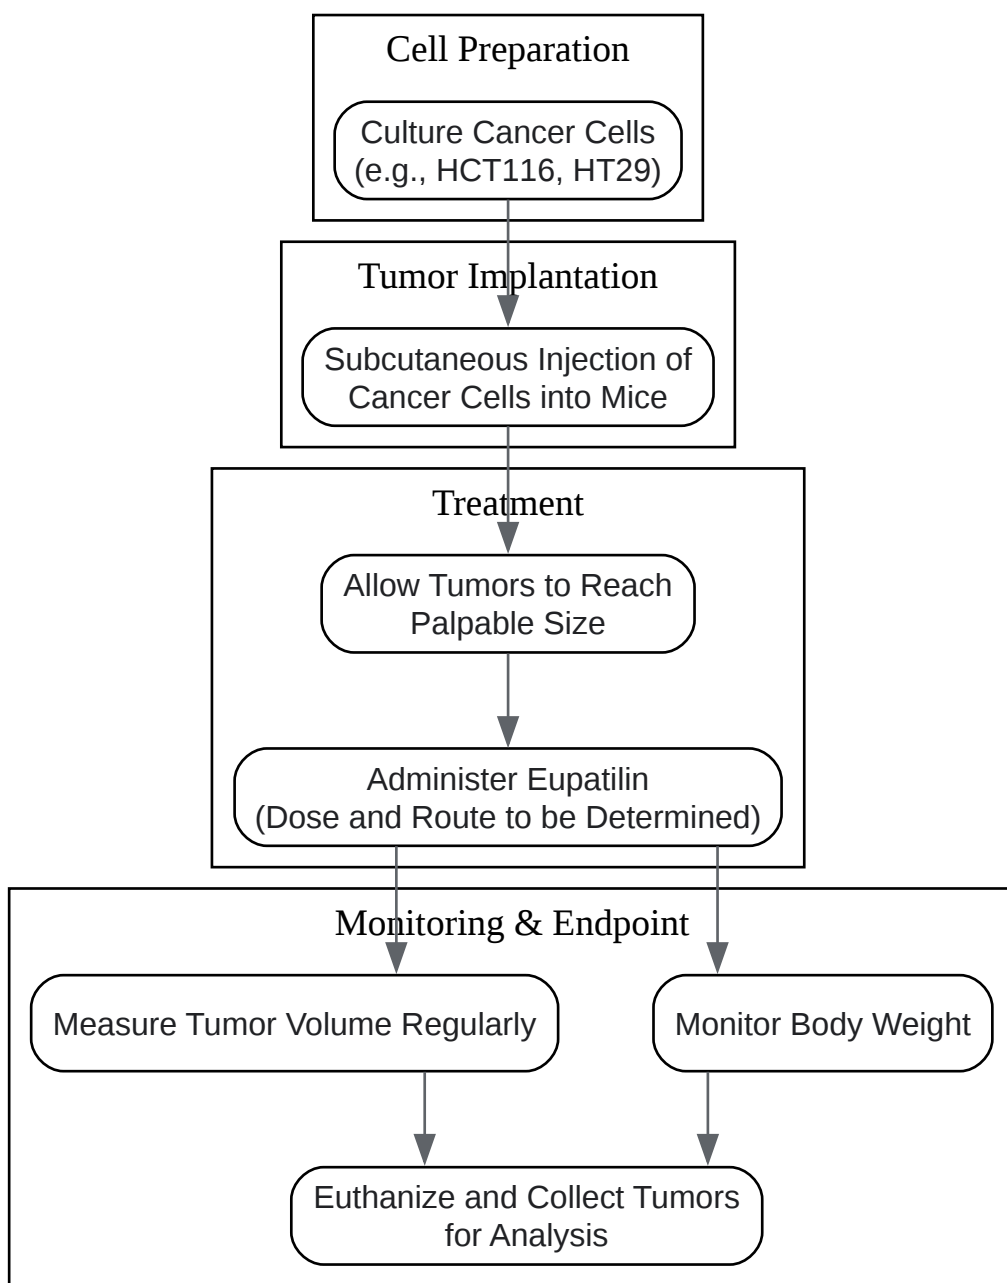 Cell Preparation
Culture Cancer Cells
(e.g., HCT116, HT29)
Tumor Implantation
Subcutaneous Injection of
Cancer Cells into Mice
Treatment
Allow Tumors to Reach
Palpable Size
Administer Eupatilin
(Dose and Route to be Determined)
Monitoring & Endpoint
Measure Tumor Volume Regularly
Monitor Body Weight
Euthanize and Collect Tumors
for Analysis